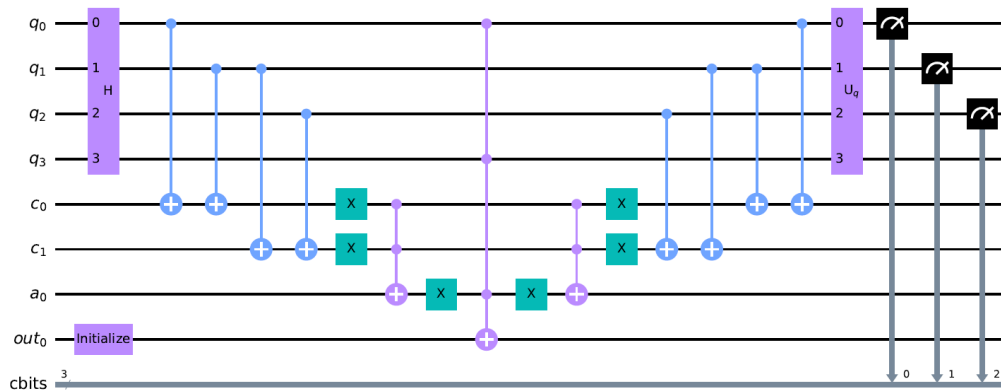 q0 0 0
q1 1 H 1 Uq
q2 2 2
q3 3 3
c0 X X
c1 X X
a0 X X
out0 Initialize
cbits 3 0 1 2